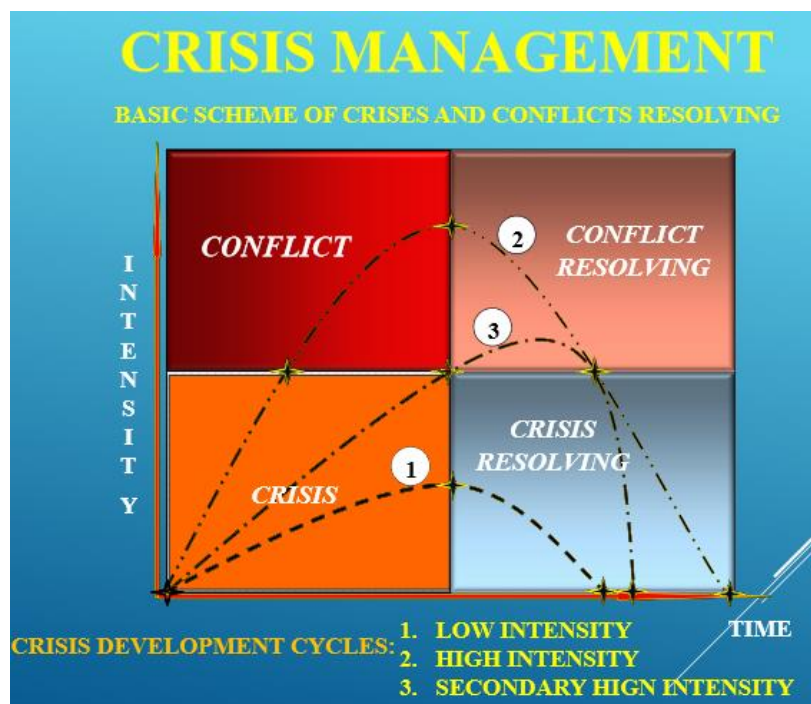 CRISIS MANAGEMENT
BASIC SCHEME OF CRISES AND CONFLICTS RESOLVING
INTENSITY
CONFLICT
2
CONFLICT
RESOLVING
3
CRISIS
1
CRISIS
RESOLVING
TIME
CRISIS DEVELOPMENT CYCLES:
1. LOW INTENSITY
2. HIGH INTENSITY
3. SECONDARY HIGN INTENSITY